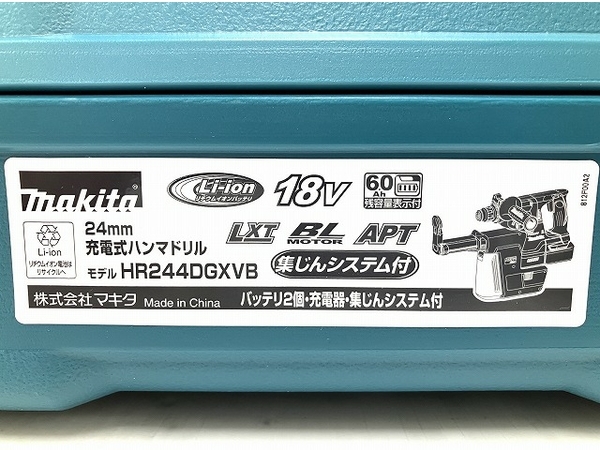 makita
Li-ion
リチウムイオンバッテリ
18V
6.0
Ah
残容量表示付
Li-ion
リチウムイオン電池は
リサイクルへ
24mm
充電式ハンマドリル
モデル HR244DGXVB
LXT BL MOTOR APT
集じんシステム付
株式会社マキタ Made in China
バッテリ2個・充電器・集じんシステム付
812P00A2